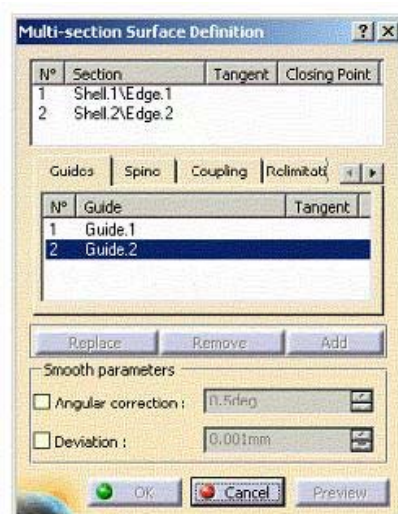 Multi-section Surface Definition
N° Section Tangent Closing Point
1 Shell.1\Edge.1
2 Shell.2\Edge.2
Guides Spine Coupling Relimitati
N° Guide Tangent
1 Guide.1
2 Guide.2
Replace Remove Add
Smooth parameters
Angular correction : 0.5deg
Deviation : 0.001mm
OK Cancel Preview